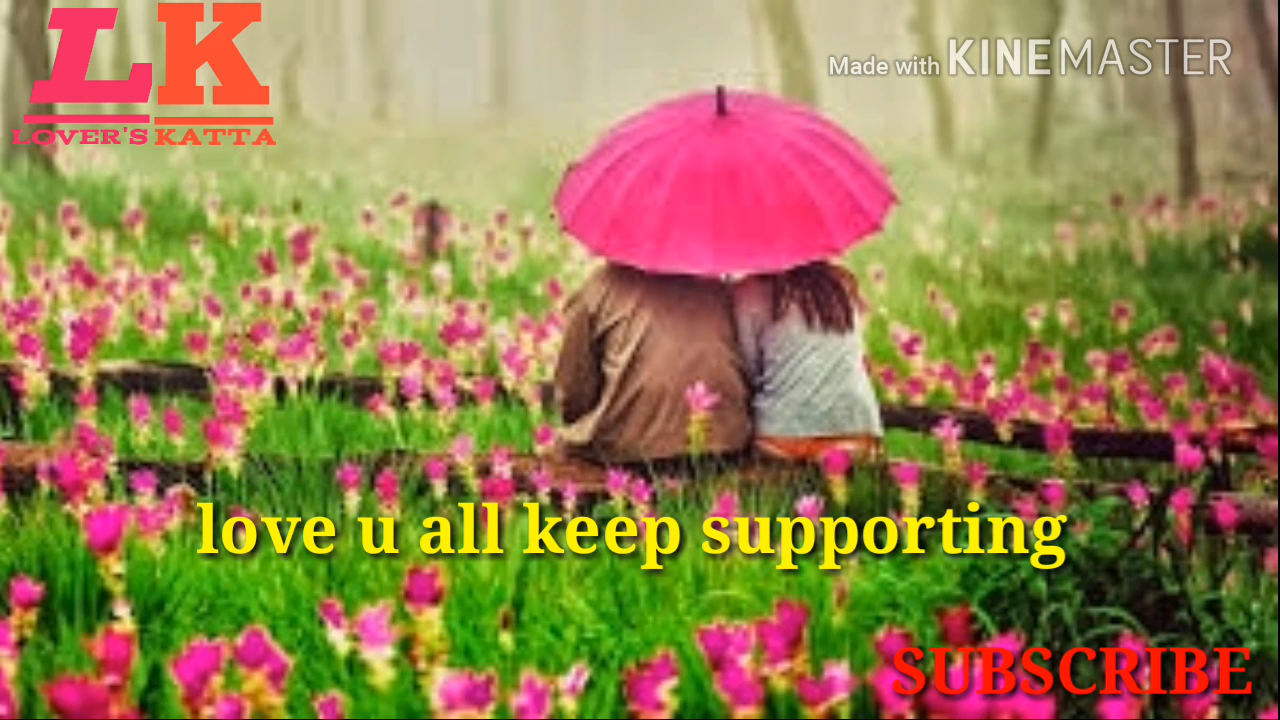 LK
LOVER'S KATTA
Made with KINEMASTER
love u all keep supporting
SUBSCRIBE